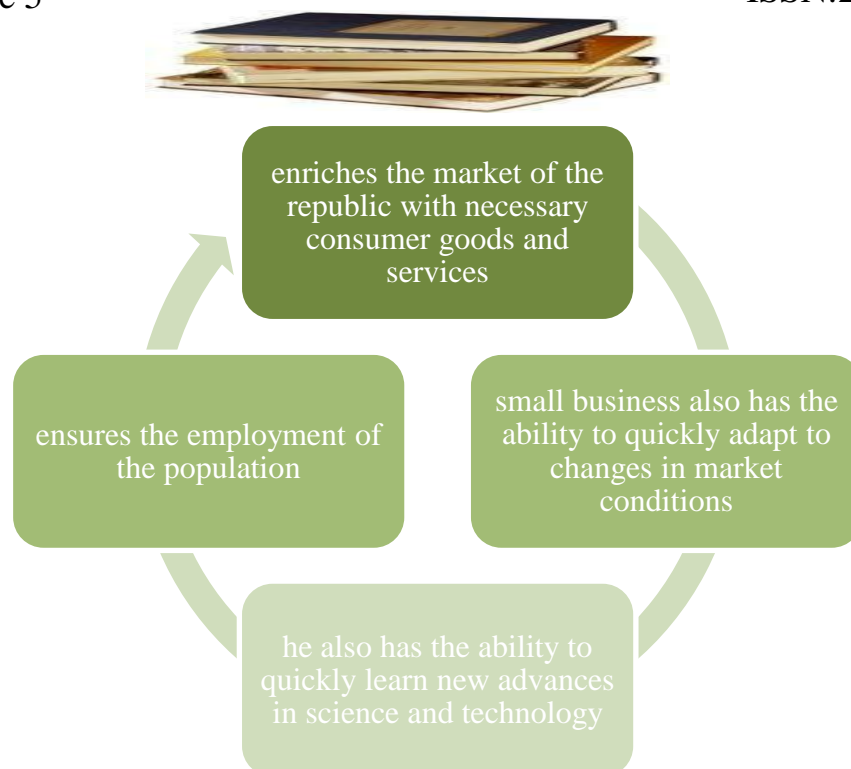 enriches the market of the
republic with necessary
consumer goods and
services
small business also has the
ability to quickly adapt to
changes in market
conditions
he also has the ability to
quickly learn new advances
in science and technology
ensures the employment of
the population